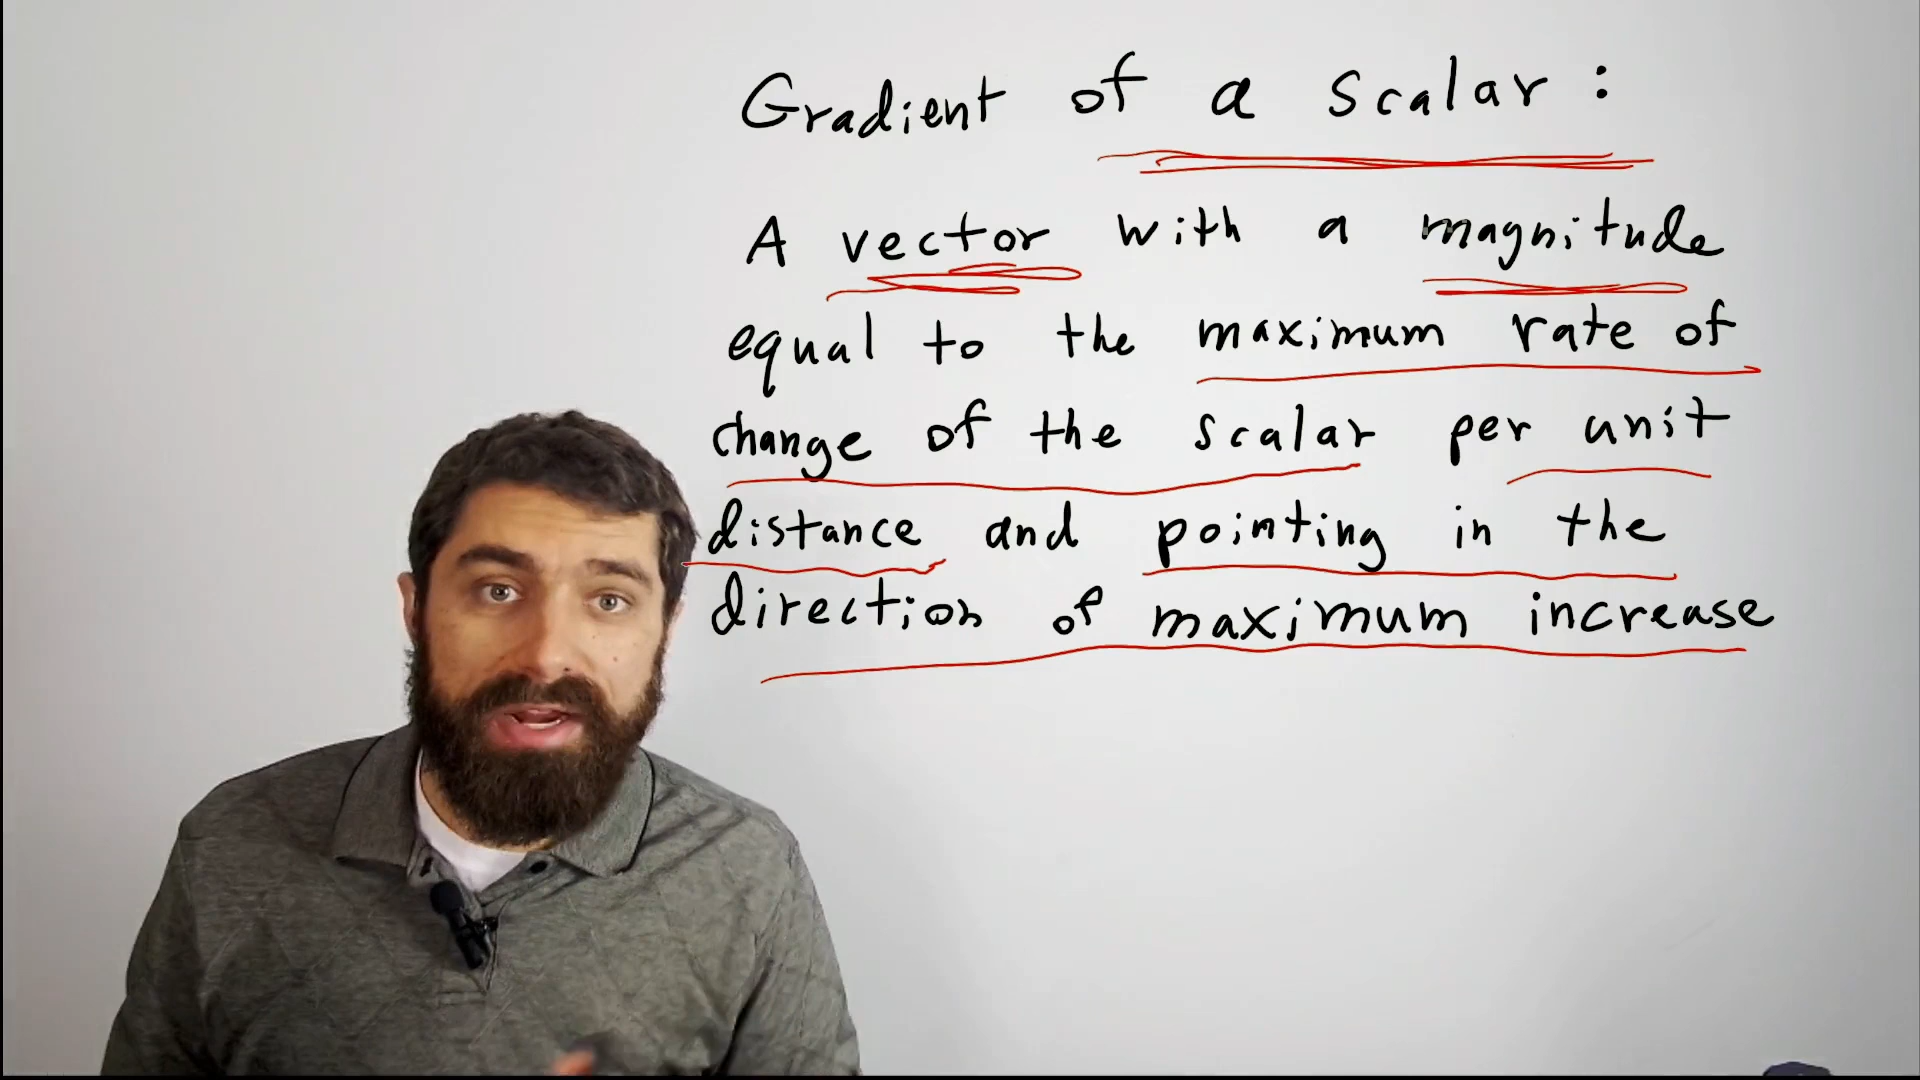 Gradient of a scalar:
A vector with a magnitude
equal to the maximum rate of
change of the scalar per unit
distance and pointing in the
direction of maximum increase